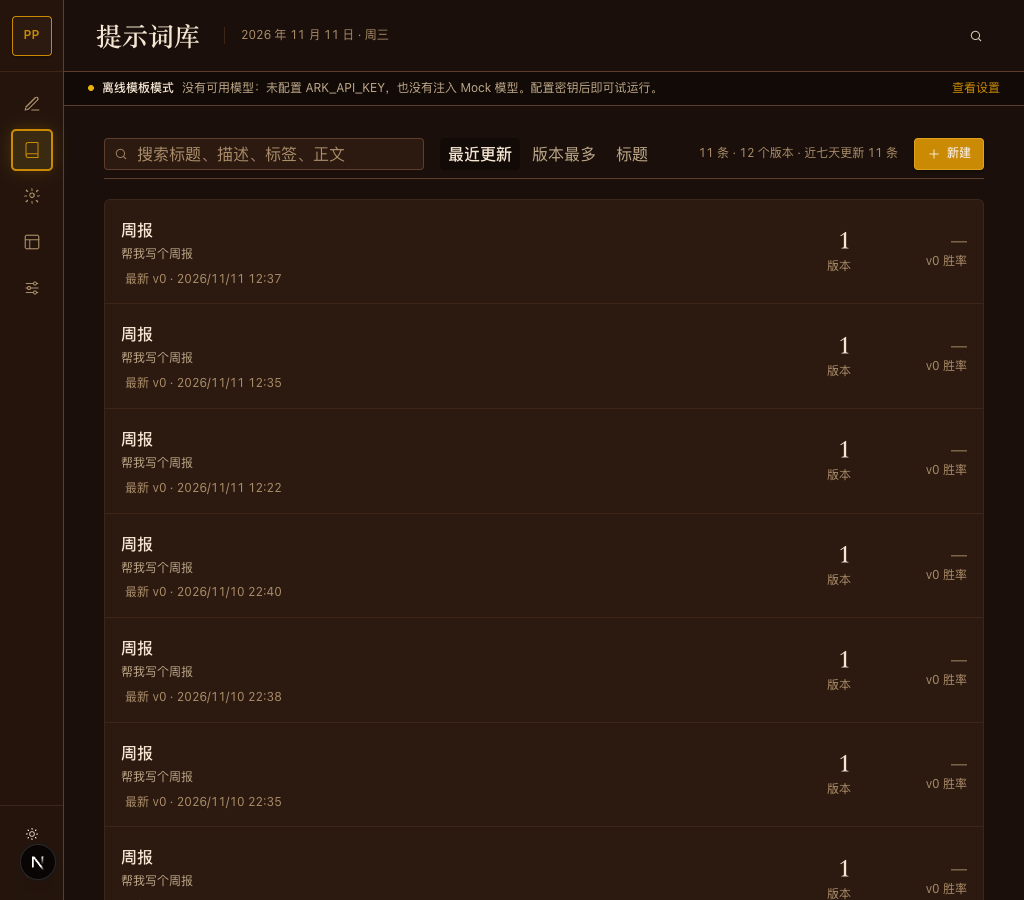 PP
提示词库
2026 年 11 月 11 日 · 周三
离线模板模式 没有可用模型：未配置 ARK_API_KEY，也没有注入 Mock 模型。配置密钥后即可试运行。
查看设置
搜索标题、描述、标签、正文
最近更新 版本最多 标题
11 条 · 12 个版本 · 近七天更新 11 条
+ 新建
周报
帮我写个周报
最新 v0 · 2026/11/11 12:37
1
版本
—
v0 胜率
周报
帮我写个周报
最新 v0 · 2026/11/11 12:35
1
版本
—
v0 胜率
周报
帮我写个周报
最新 v0 · 2026/11/11 12:22
1
版本
—
v0 胜率
周报
帮我写个周报
最新 v0 · 2026/11/10 22:40
1
版本
—
v0 胜率
周报
帮我写个周报
最新 v0 · 2026/11/10 22:38
1
版本
—
v0 胜率
周报
帮我写个周报
最新 v0 · 2026/11/10 22:35
1
版本
—
v0 胜率
周报
帮我写个周报
1
版本
—
v0 胜率
N